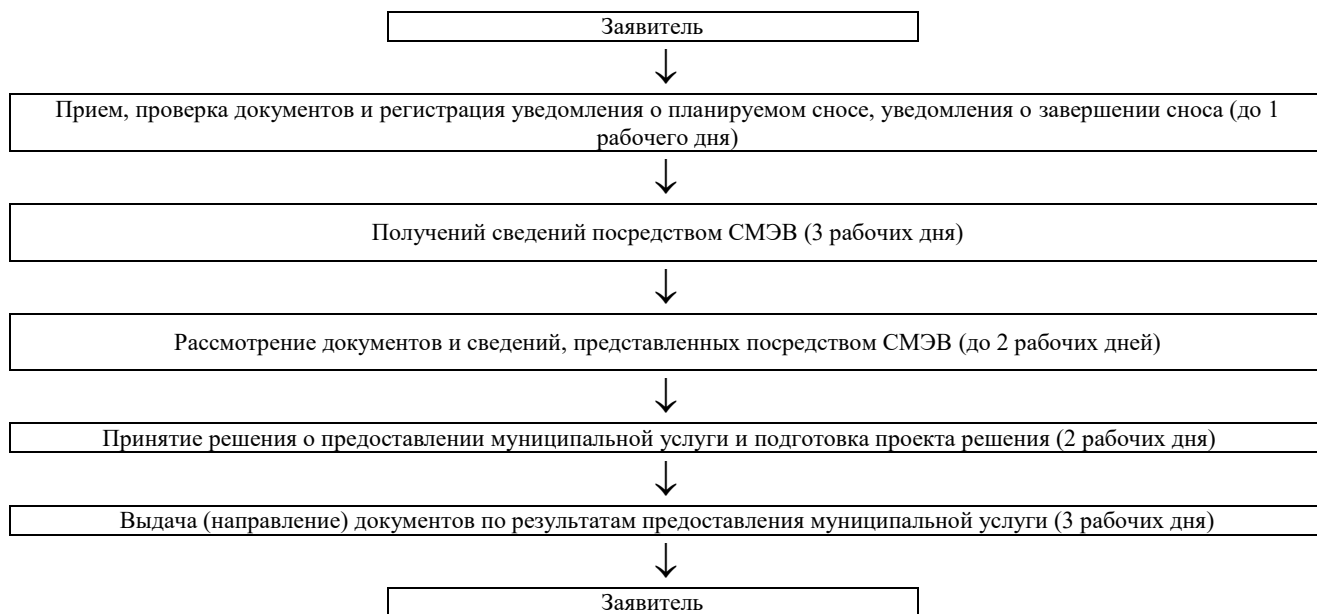 Заявитель
Прием, проверка документов и регистрация уведомления о планируемом сносе, уведомления о завершении сноса (до 1
рабочего дня)
Получений сведений посредством СМЭВ (3 рабочих дня)
Рассмотрение документов и сведений, представленных посредством СМЭВ (до 2 рабочих дней)
Принятие решения о предоставлении муниципальной услуги и подготовка проекта решения (2 рабочих дня)
Выдача (направление) документов по результатам предоставления муниципальной услуги (3 рабочих дня)
Заявитель